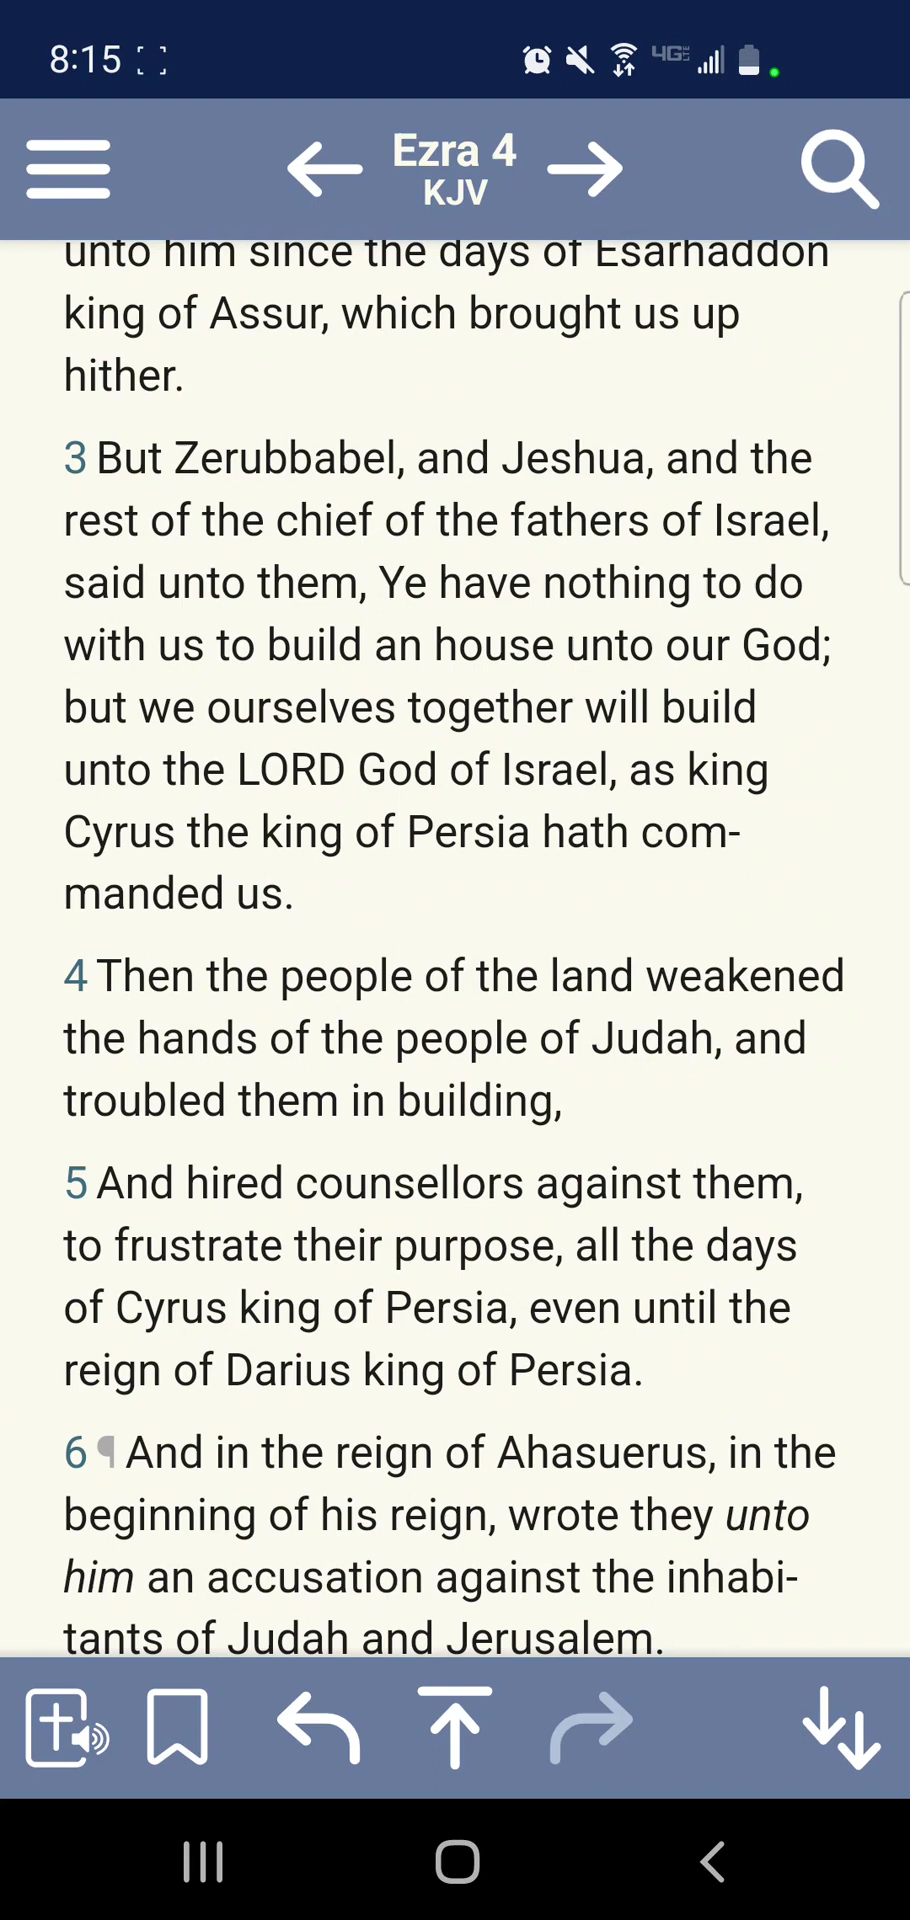 8:15 4G
Ezra 4
KJV
unto him since the days of Esarhaddon
king of Assur, which brought us up
hither.
3 But Zerubbabel, and Jeshua, and the
rest of the chief of the fathers of Israel,
said unto them, Ye have nothing to do
with us to build an house unto our God;
but we ourselves together will build
unto the LORD God of Israel, as king
Cyrus the king of Persia hath com-
manded us.
4 Then the people of the land weakened
the hands of the people of Judah, and
troubled them in building,
5 And hired counsellors against them,
to frustrate their purpose, all the days
of Cyrus king of Persia, even until the
reign of Darius king of Persia.
6 ¶ And in the reign of Ahasuerus, in the
beginning of his reign, wrote they unto
him an accusation against the inhabi-
tants of Judah and Jerusalem.